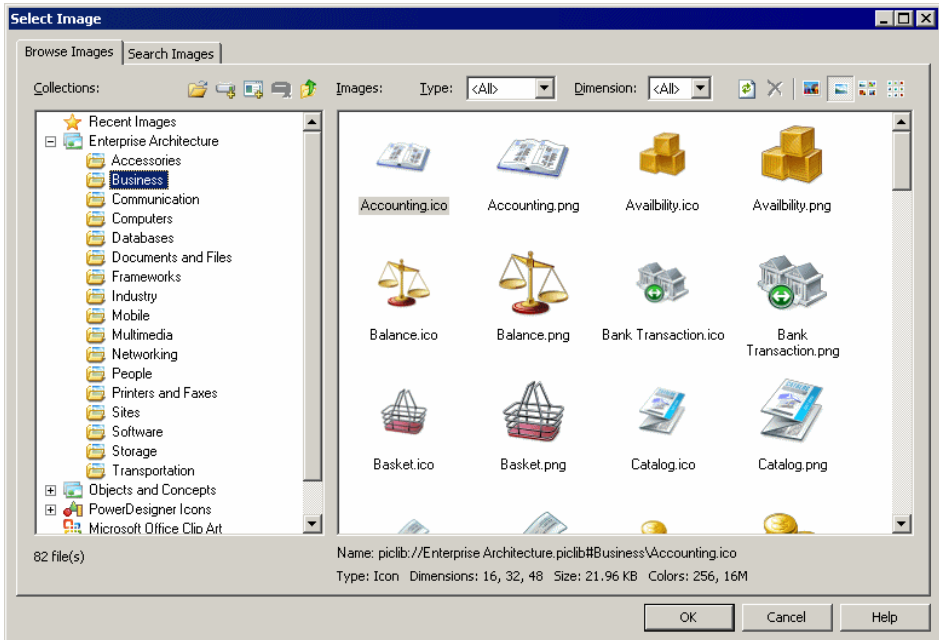 Select Image
Browse Images
Search Images
Collections:
Images: Type: <All> Dimension: <All>
Recent Images
Enterprise Architecture
Accessories
Business
Communication
Computers
Databases
Documents and Files
Frameworks
Industry
Mobile
Multimedia
Networking
People
Printers and Faxes
Sites
Software
Storage
Transportation
Objects and Concepts
PowerDesigner Icons
Microsoft Office Clip Art
Accounting.ico
Accounting.png
Availbility.ico
Availbility.png
Balance.ico
Balance.png
Bank Transaction.ico
Bank
Transaction.png
Basket.ico
Basket.png
Catalog.ico
Catalog.png
82 file(s)
Name: piclib://Enterprise Architecture.piclib#Business\Accounting.ico
Type: Icon Dimensions: 16, 32, 48 Size: 21.96 KB Colors: 256, 16M
OK
Cancel
Help